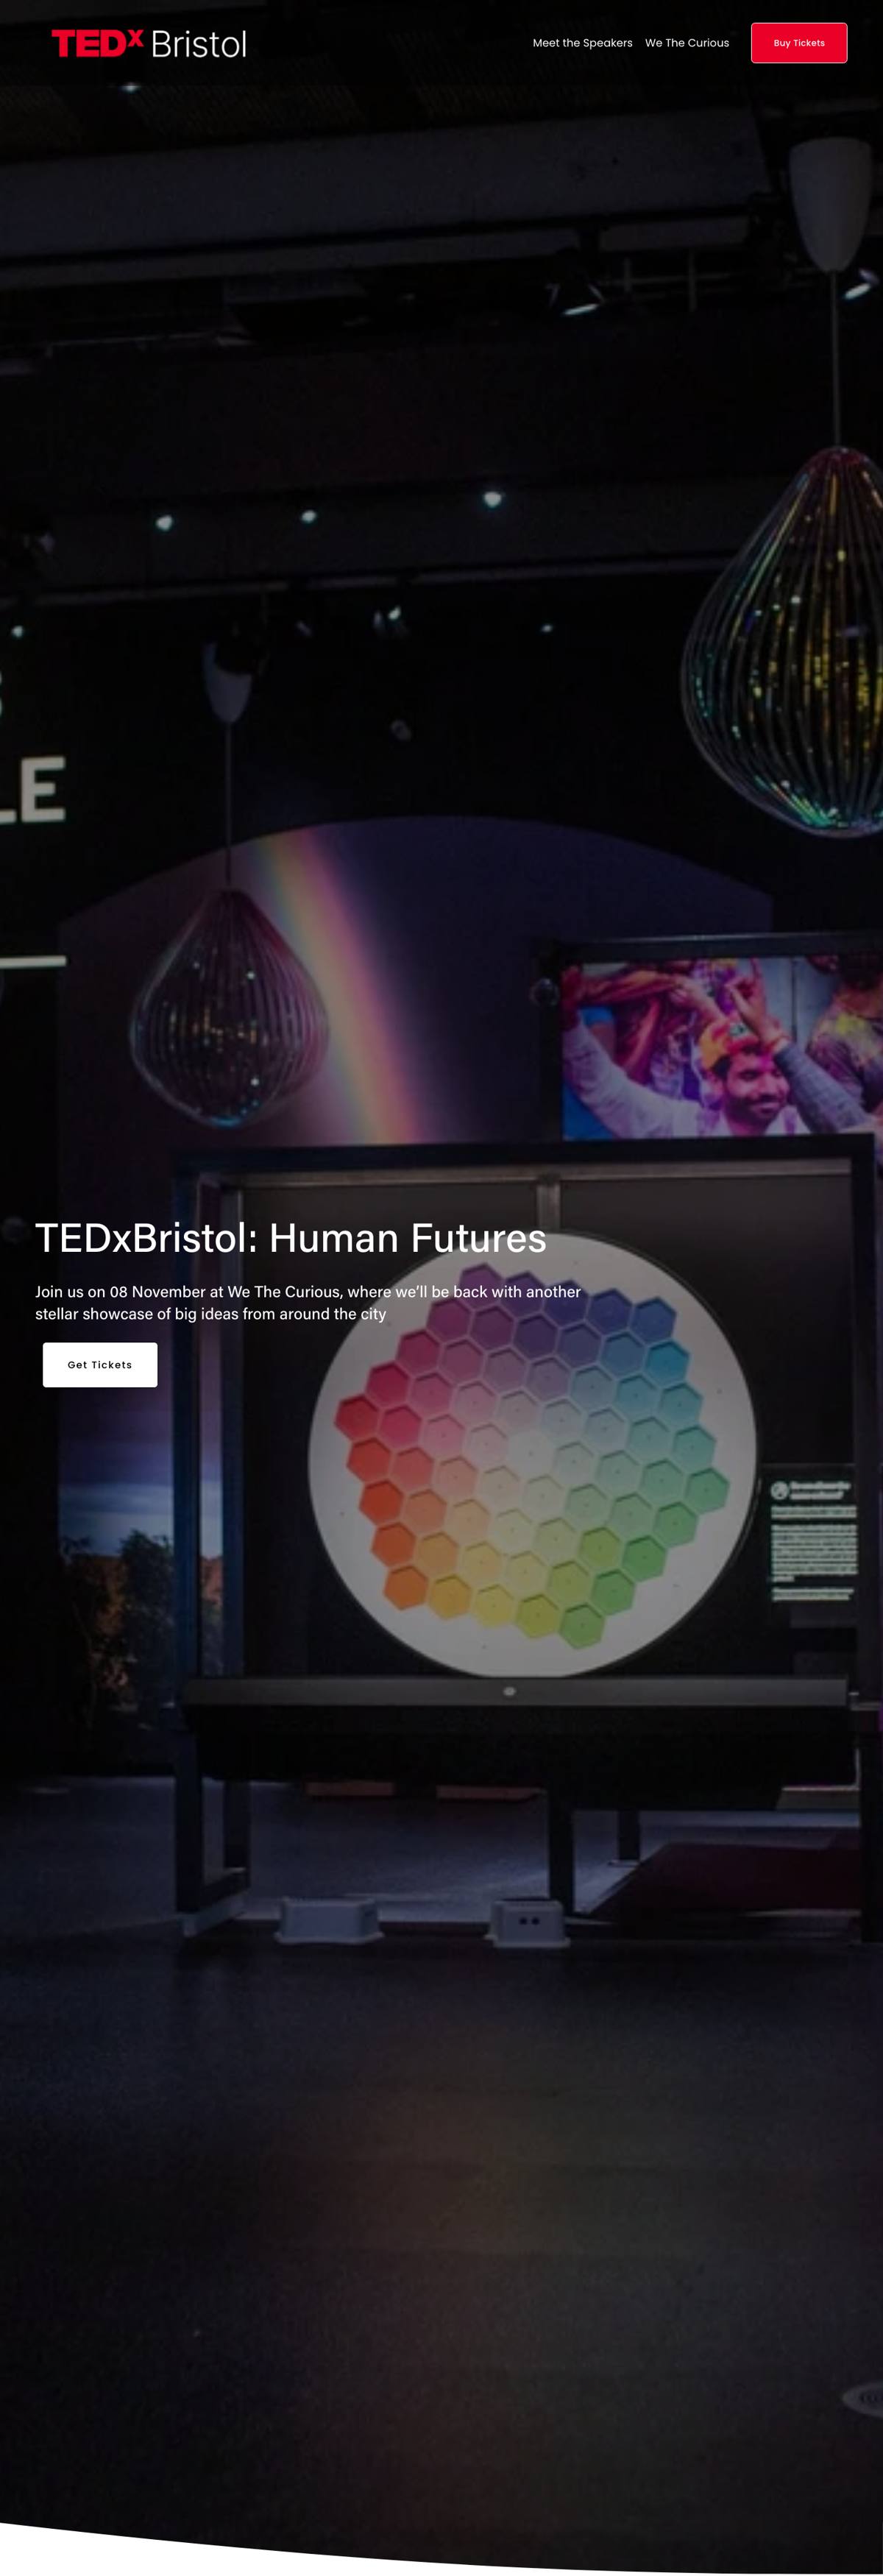 TEDx Bristol
Meet the Speakers
We The Curious
Buy Tickets
LE
TEDxBristol: Human Futures
Join us on 08 November at We The Curious, where we'll be back with another
stellar showcase of big ideas from around the city
Get Tickets